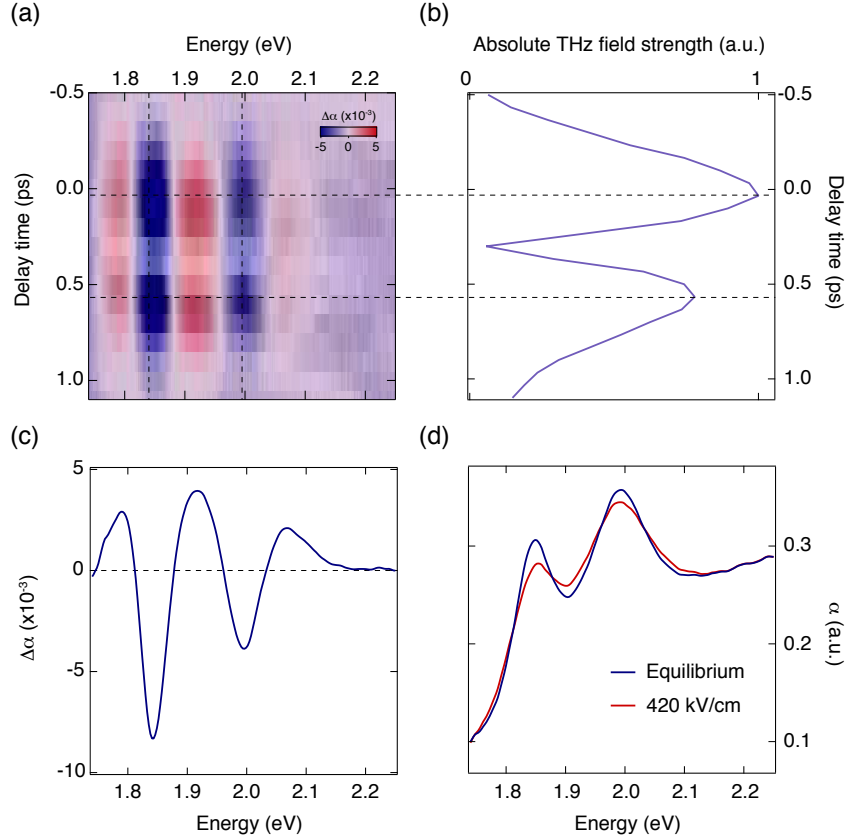 (a)
Energy (eV)
1.8 1.9 2.0 2.1 2.2
Δα (x10⁻³)
-5 0 5
-0.5
0.0
0.5
1.0
Delay time (ps)
(b)
Absolute THz field strength (a.u.)
0 1
-0.5
0.0
0.5
1.0
Delay time (ps)
(c)
5
0
-5
-10
Δα (x10⁻³)
1.8 1.9 2.0 2.1 2.2
Energy (eV)
(d)
0.3
0.2
0.1
α (a.u.)
Equilibrium
420 kV/cm
1.8 1.9 2.0 2.1 2.2
Energy (eV)